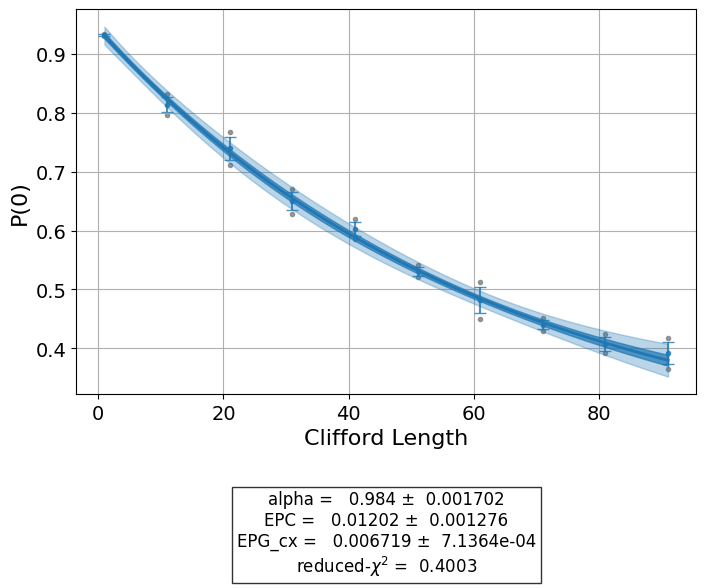 P(0)
0.9
0.8
0.7
0.6
0.5
0.4
0 20 40 60 80
Clifford Length
alpha = 0.984 ± 0.001702
EPC = 0.01202 ± 0.001276
EPG_cx = 0.006719 ± 7.1364e-04
reduced-χ² = 0.4003